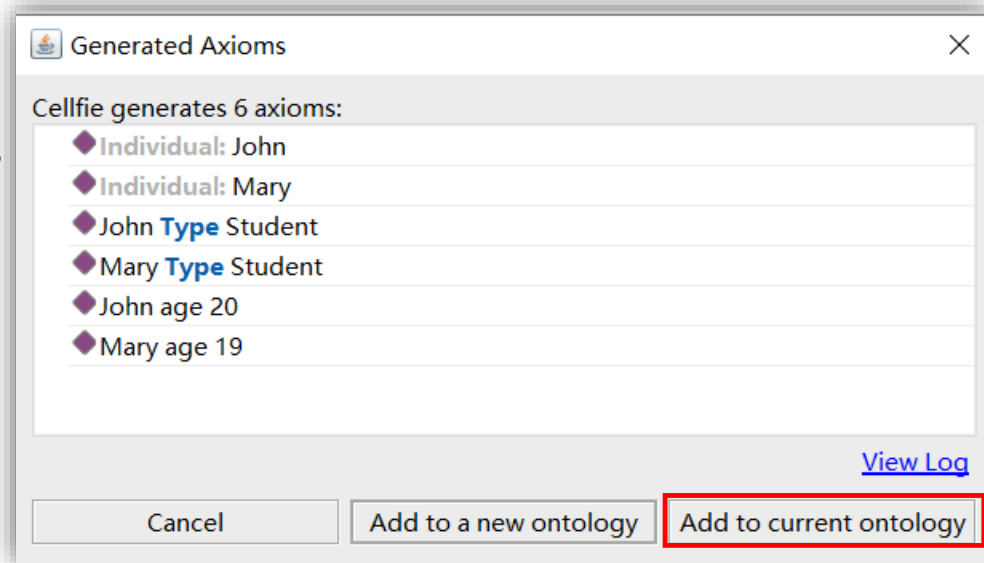 Generated Axioms
Cellfie generates 6 axioms:
Individual: John
Individual: Mary
John Type Student
Mary Type Student
John age 20
Mary age 19
View Log
Cancel
Add to a new ontology
Add to current ontology